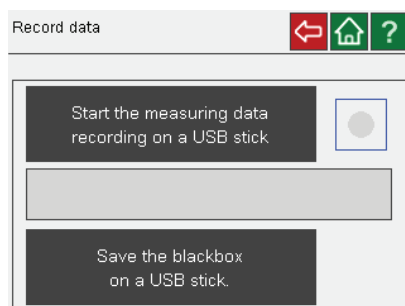 Record data
?
Start the measuring data
recording on a USB stick
Save the blackbox
on a USB stick.